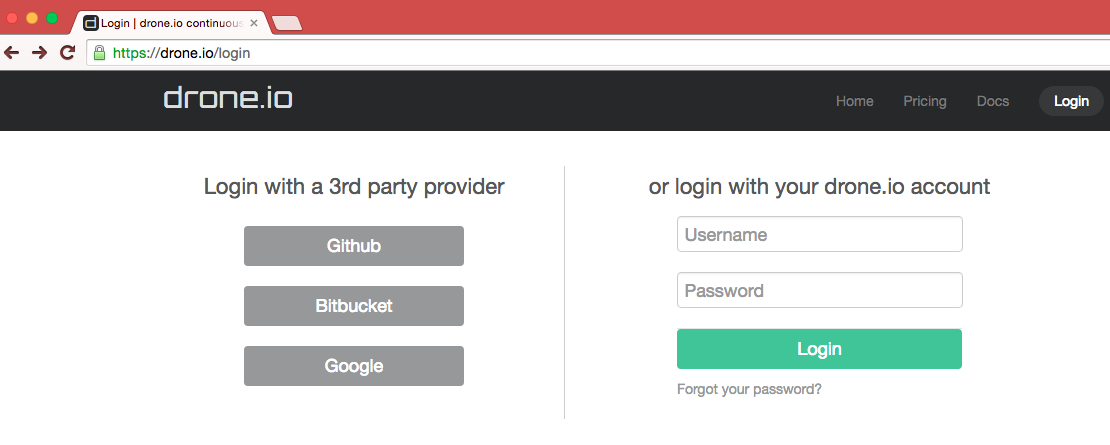 Login | drone.io continuous
https://drone.io/login
drone.io
Home Pricing Docs Login
Login with a 3rd party provider
Github
Bitbucket
Google
or login with your drone.io account
Username
Password
Login
Forgot your password?